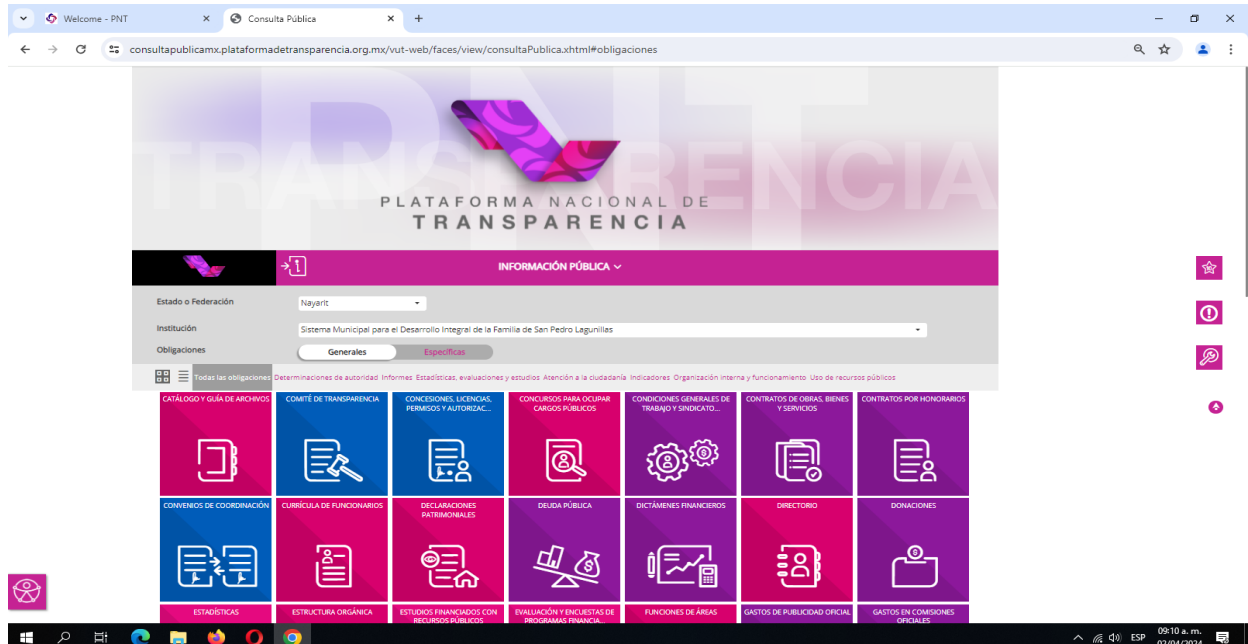 Welcome - PNT
Consulta Pública
consultapublicamx.plataformadetransparencia.org.mx/vut-web/faces/view/consultaPublica.xhtml#obligaciones
PNT
TRANSPARENCIA
PLATAFORMA NACIONAL DE
TRANSPARENCIA
INFORMACIÓN PÚBLICA
Estado o Federación
Nayarit
Institución
Sistema Municipal para el Desarrollo Integral de la Familia de San Pedro Lagunillas
Obligaciones
Generales
Específicas
Todas las obligaciones Determinaciones de autoridad Informes Estadísticas, evaluaciones y estudios Atención a la ciudadanía Indicadores Organización interna y funcionamiento Uso de recursos públicos
CATÁLOGO Y GUÍA DE ARCHIVOS
COMITÉ DE TRANSPARENCIA
CONCESIONES, LICENCIAS,
PERMISOS Y AUTORIZAC...
CONCURSOS PARA OCUPAR
CARGOS PÚBLICOS
CONDICIONES GENERALES DE
TRABAJO Y SINDICATO...
CONTRATOS DE OBRAS, BIENES
Y SERVICIOS
CONTRATOS POR HONORARIOS
CONVENIOS DE COORDINACIÓN
CURRÍCULA DE FUNCIONARIOS
DECLARACIONES
PATRIMONIALES
DEUDA PÚBLICA
DICTÁMENES FINANCIEROS
DIRECTORIO
DONACIONES
ESTADÍSTICAS
ESTRUCTURA ORGÁNICA
ESTUDIOS FINANCIADOS CON
RECURSOS PÚBLICOS
EVALUACIÓN Y ENCUESTAS DE
PROGRAMAS FINANCIA...
FUNCIONES DE ÁREAS
GASTOS DE PUBLICIDAD OFICIAL
GASTOS EN COMISIONES
OFICIALES
ESP
09:10 a. m.
02/04/2024